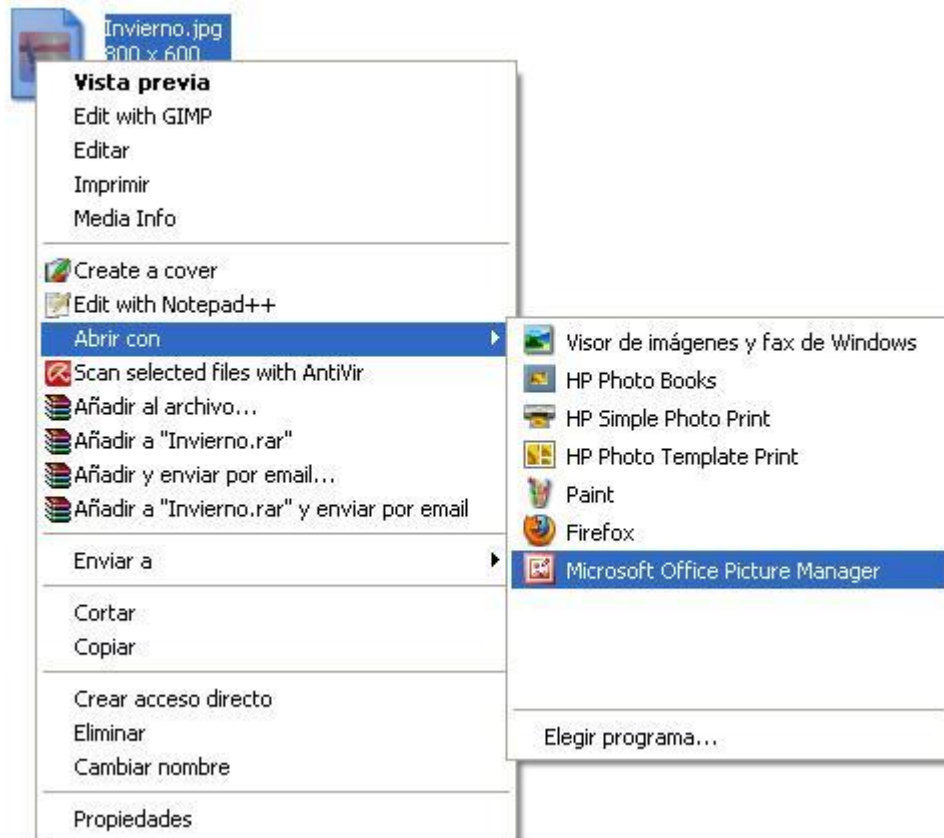 Invierno.jpg
800 x 600
Vista previa
Edit with GIMP
Editar
Imprimir
Media Info
Create a cover
Edit with Notepad++
Abrir con
Scan selected files with AntiVir
Añadir al archivo...
Añadir a "Invierno.rar"
Añadir y enviar por email...
Añadir a "Invierno.rar" y enviar por email
Enviar a
Cortar
Copiar
Crear acceso directo
Eliminar
Cambiar nombre
Propiedades
Visor de imágenes y fax de Windows
HP Photo Books
HP Simple Photo Print
HP Photo Template Print
Paint
Firefox
Microsoft Office Picture Manager
Elegir programa...